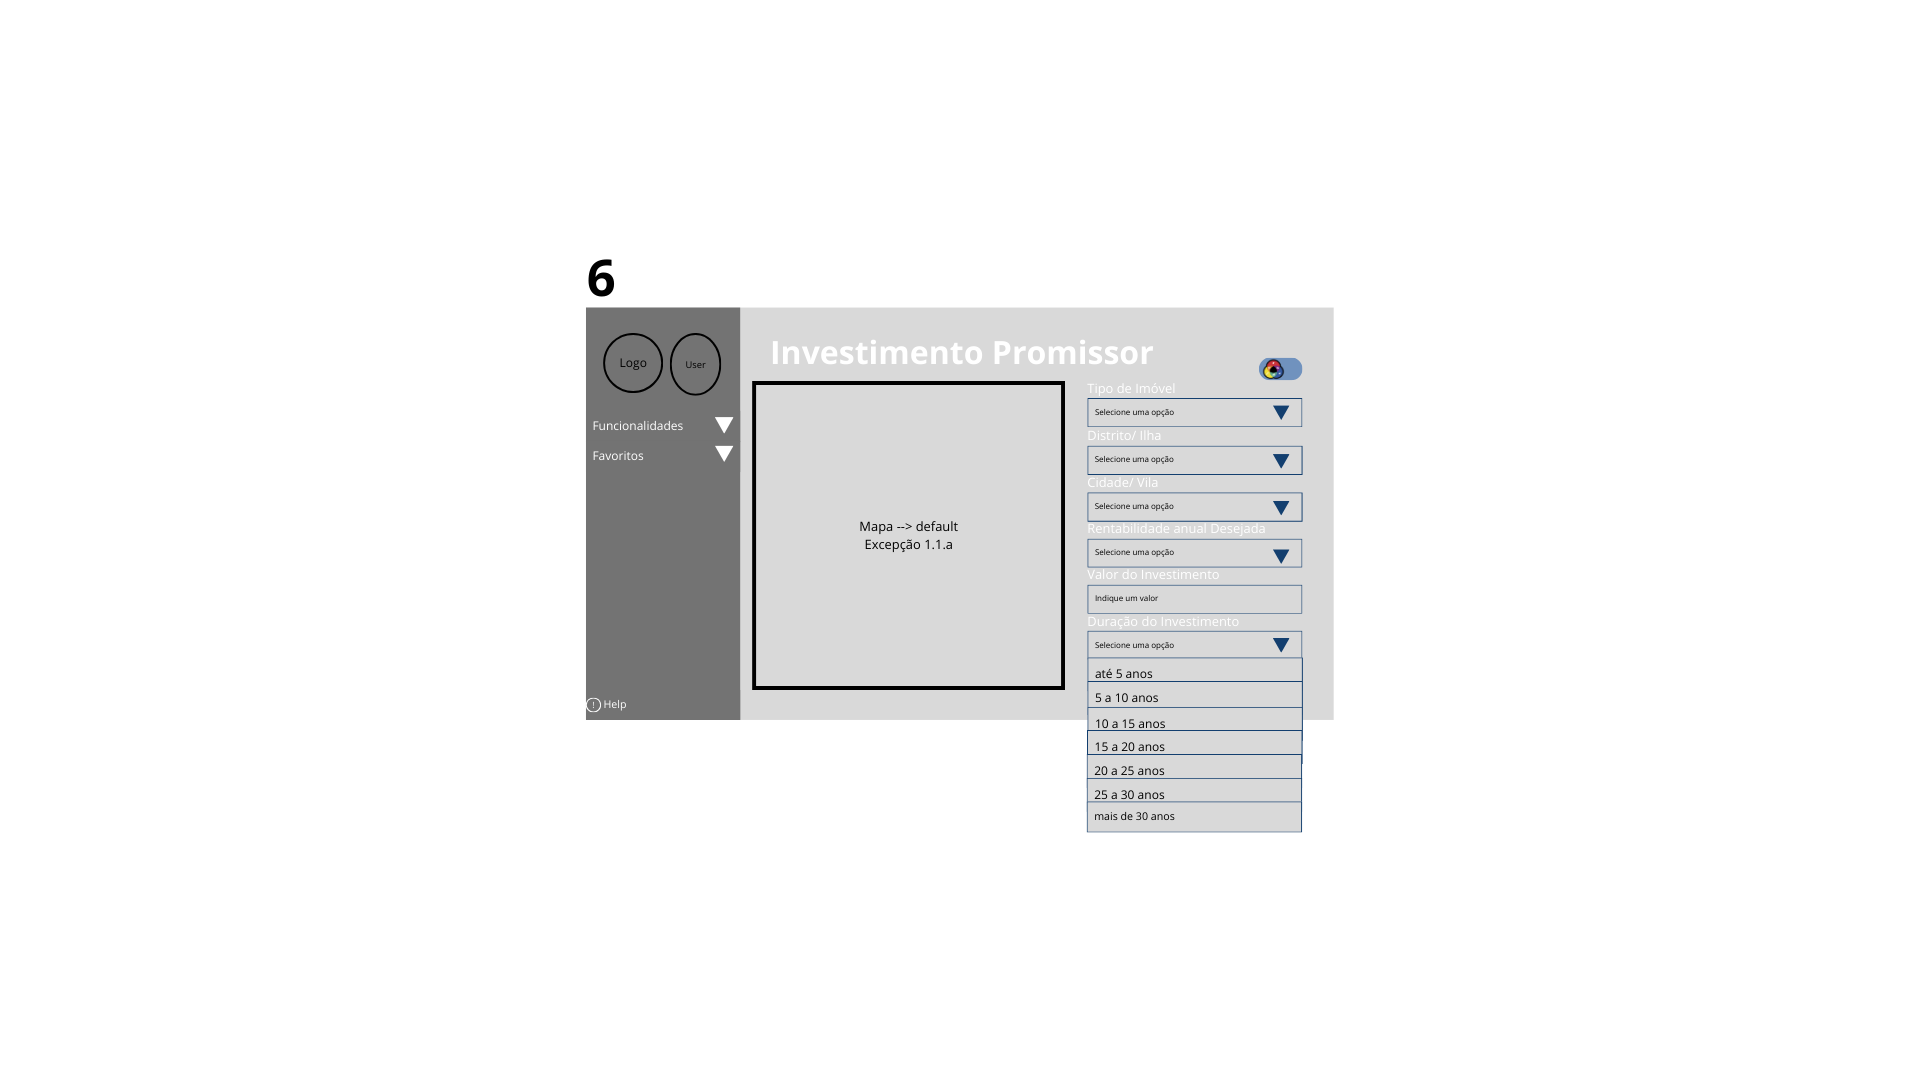 6
Logo
User
Funcionalidades
Favoritos
! Help
Investimento Promissor
Mapa --> default
Excepção 1.1.a
Tipo de Imóvel
Selecione uma opção
Distrito/ Ilha
Selecione uma opção
Cidade/ Vila
Selecione uma opção
Rentabilidade anual Desejada
Selecione uma opção
Valor do Investimento
Indique um valor
Duração do Investimento
Selecione uma opção
até 5 anos
5 a 10 anos
10 a 15 anos
15 a 20 anos
20 a 25 anos
25 a 30 anos
mais de 30 anos